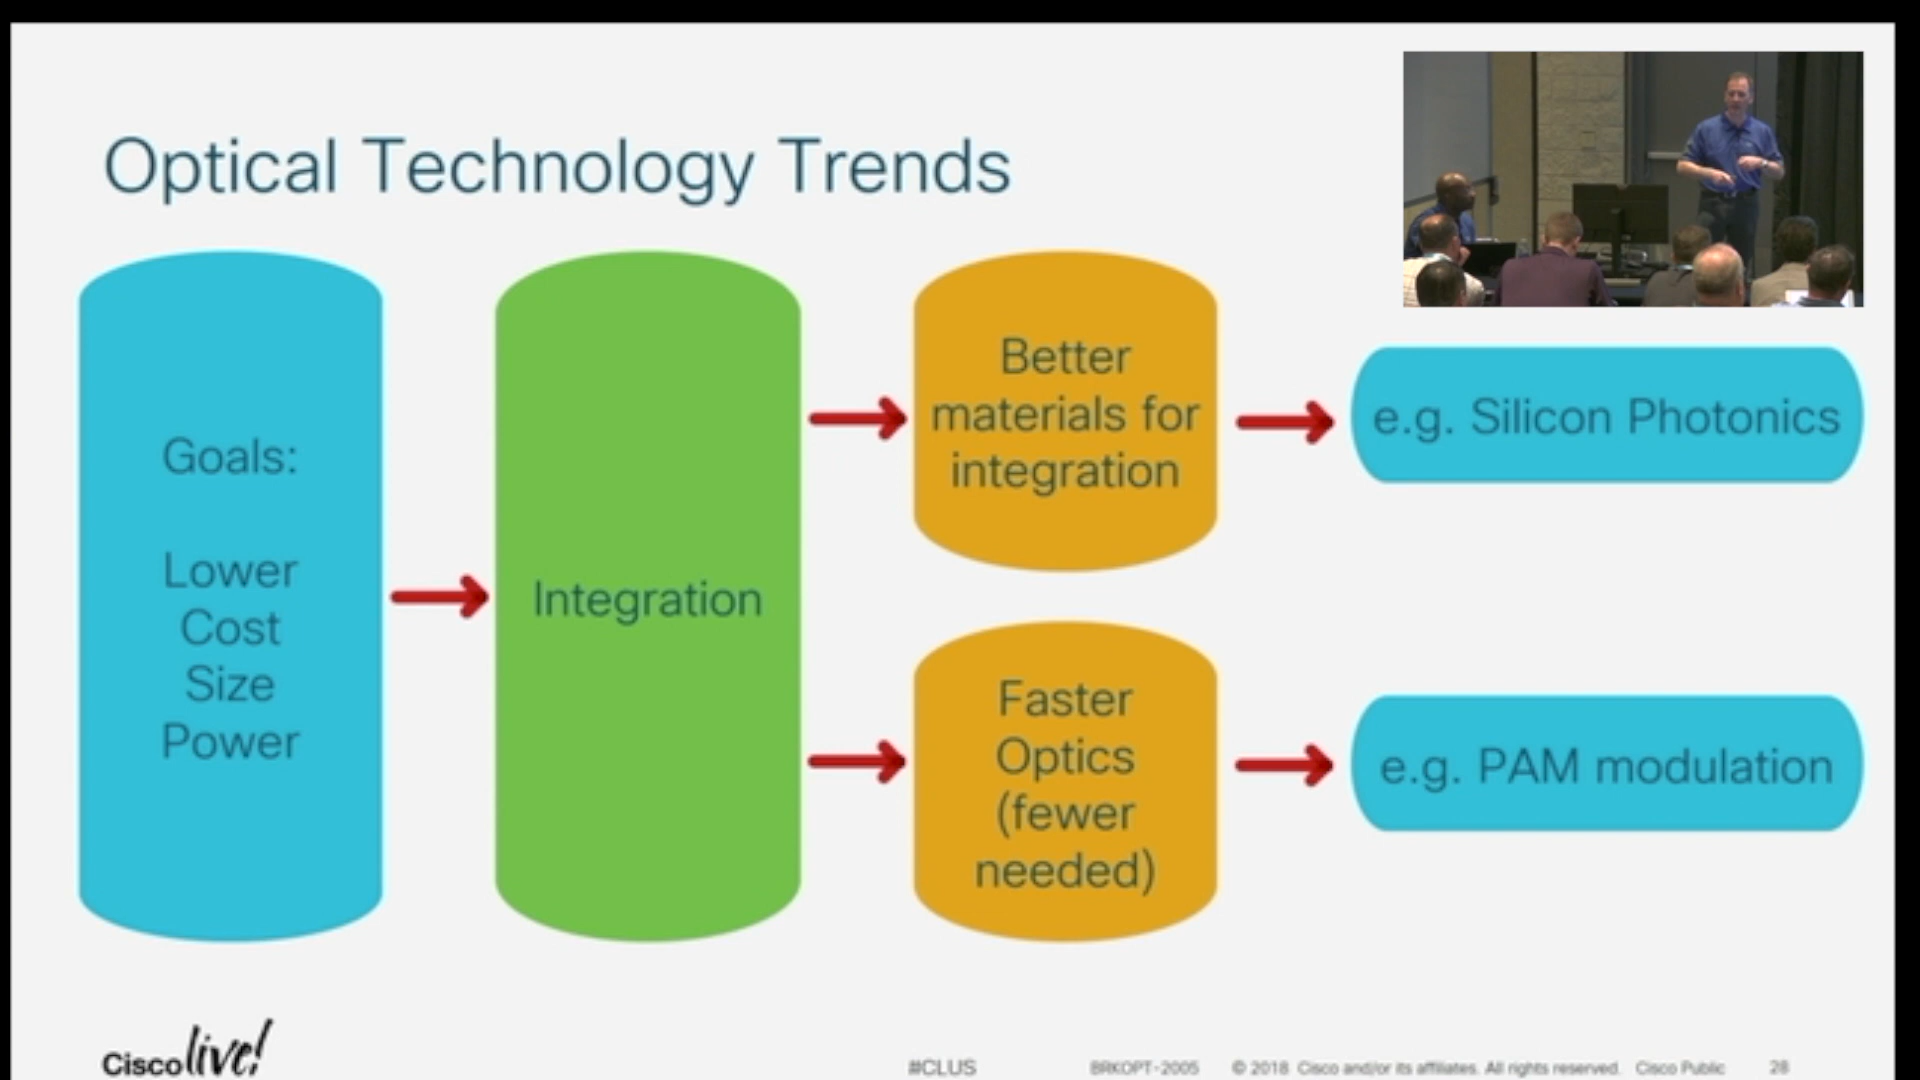 Optical Technology Trends
Goals:
Lower
Cost
Size
Power
Integration
Better
materials for
integration
e.g. Silicon Photonics
Faster
Optics
(fewer
needed)
e.g. PAM modulation
Cisco live!
#CLUS
BRKOPT-2005
© 2018 Cisco and/or its affiliates. All rights reserved. Cisco Public
28